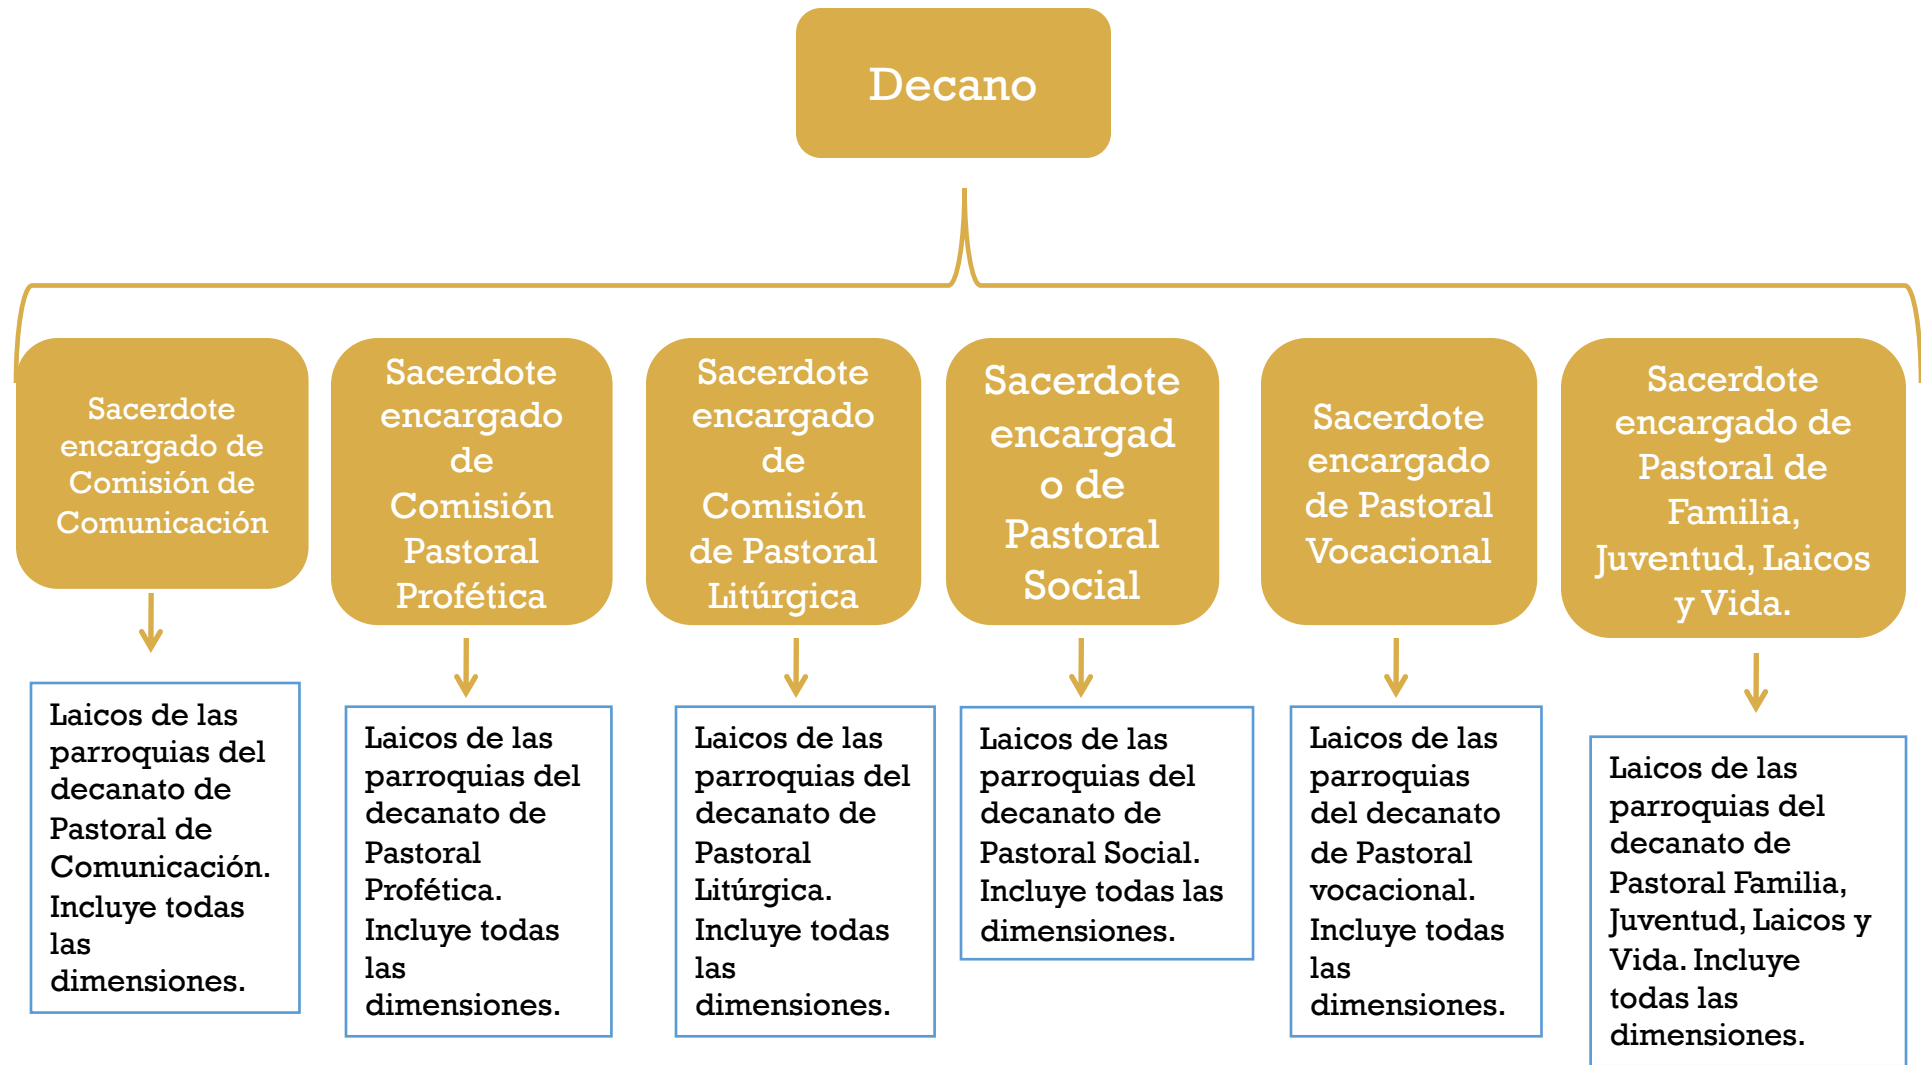 Decano
Sacerdote
encargado de
Comisión de
Comunicación
Sacerdote
encargado
de
Comisión
Pastoral
Profética
Sacerdote
encargado
de
Comisión
de Pastoral
Litúrgica
Sacerdote
encargad
o de
Pastoral
Social
Sacerdote
encargado
de Pastoral
Vocacional
Sacerdote
encargado de
Pastoral de
Familia,
Juventud, Laicos
y Vida.
Laicos de las
parroquias del
decanato de
Pastoral de
Comunicación.
Incluye todas
las
dimensiones.
Laicos de las
parroquias del
decanato de
Pastoral
Profética.
Incluye todas
las
dimensiones.
Laicos de las
parroquias del
decanato de
Pastoral
Litúrgica.
Incluye todas
las
dimensiones.
Laicos de las
parroquias del
decanato de
Pastoral Social.
Incluye todas las
dimensiones.
Laicos de las
parroquias
del decanato
de Pastoral
vocacional.
Incluye todas
las
dimensiones.
Laicos de las
parroquias del
decanato de
Pastoral Familia,
Juventud, Laicos y
Vida. Incluye
todas las
dimensiones.